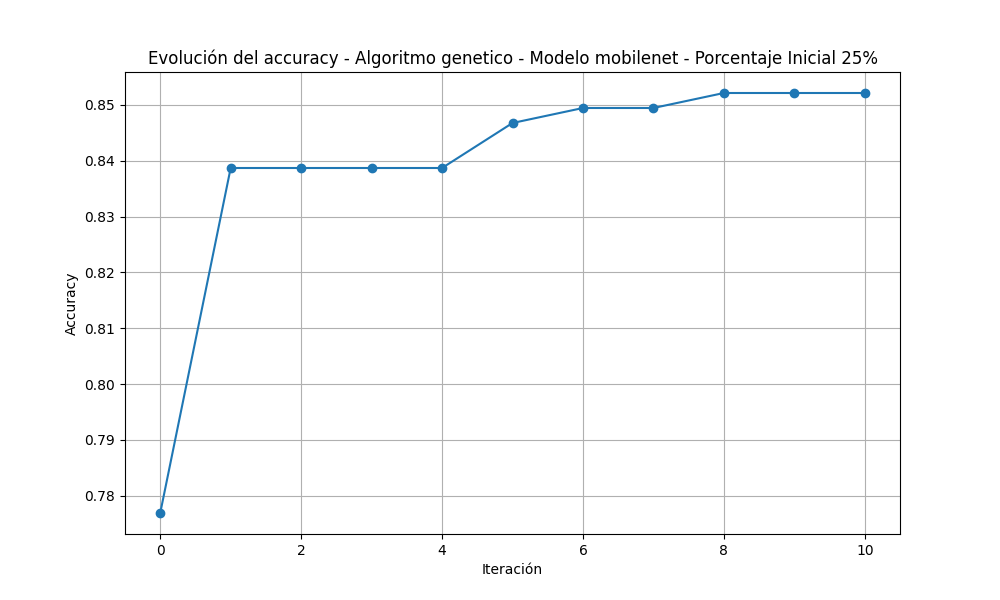 Evolución del accuracy - Algoritmo genetico - Modelo mobilenet - Porcentaje Inicial 25%
0.85
0.84
0.83
0.82
0.81
0.80
0.79
0.78
Accuracy
0 2 4 6 8 10
Iteración